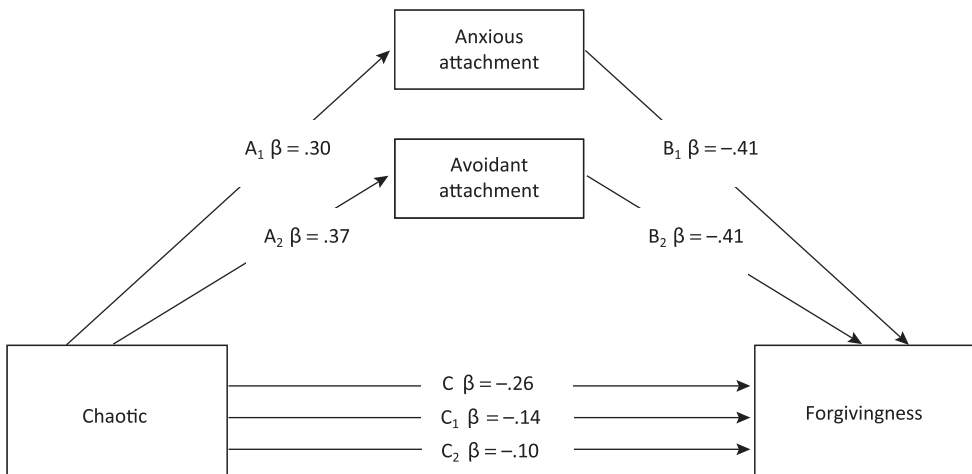 Anxious
attachment
A₁ β = .30
B₁ β = –.41
Avoidant
attachment
A₂ β = .37
B₂ β = –.41
Chaotic
C β = –.26
C₁ β = –.14
C₂ β = –.10
Forgivingness